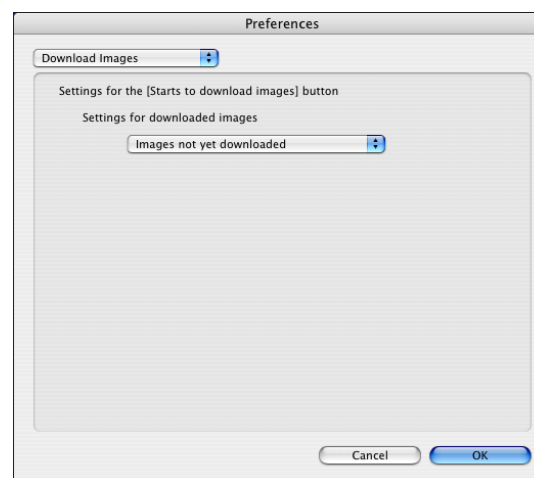 Preferences
Download Images
Settings for the [Starts to download images] button
Settings for downloaded images
Images not yet downloaded
Cancel OK